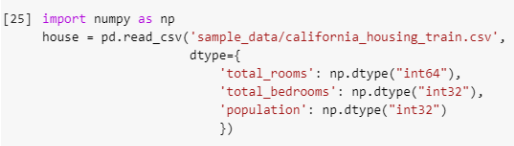 [25] import numpy as np
house = pd.read_csv('sample_data/california_housing_train.csv',
dtype={
'total_rooms': np.dtype("int64"),
'total_bedrooms': np.dtype("int32"),
'population': np.dtype("int32")
})